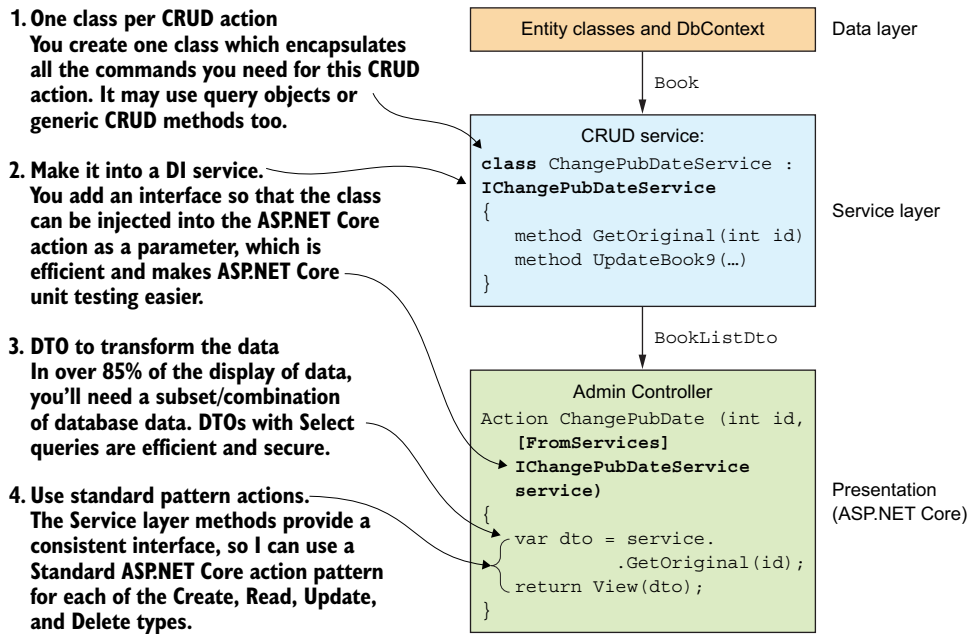 1. One class per CRUD action
You create one class which encapsulates
all the commands you need for this CRUD
action. It may use query objects or
generic CRUD methods too.
2. Make it into a DI service.
You add an interface so that the class
can be injected into the ASP.NET Core
action as a parameter, which is
efficient and makes ASP.NET Core
unit testing easier.
3. DTO to transform the data
In over 85% of the display of data,
you'll need a subset/combination
of database data. DTOs with Select
queries are efficient and secure.
4. Use standard pattern actions.
The Service layer methods provide a
consistent interface, so I can use a
Standard ASP.NET Core action pattern
for each of the Create, Read, Update,
and Delete types.
Entity classes and DbContext
Data layer
Book
CRUD service:
class ChangePubDateService :
IChangePubDateService
{
method GetOriginal(int id)
method UpdateBook9(…)
}
Service layer
BookListDto
Admin Controller
Action ChangePubDate (int id,
[FromServices]
IChangePubDateService
service)
{
var dto = service.
.GetOriginal(id);
return View(dto);
}
Presentation
(ASP.NET Core)